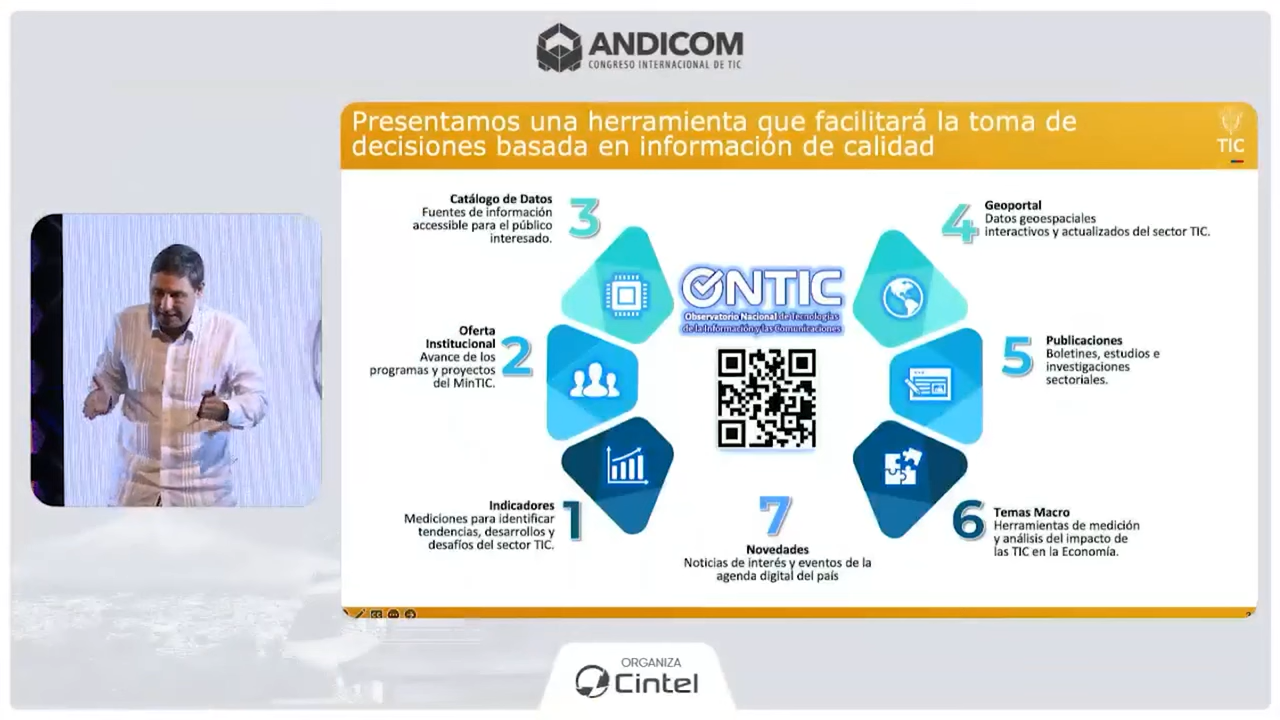 ANDICOM
CONGRESO INTERNACIONAL DE TIC
Presentamos una herramienta que facilitará la toma de
decisiones basada en información de calidad
TIC
Catálogo de Datos
Fuentes de información
accessible para el público
interesado.
3
4
Geoportal
Datos geoespaciales
interactivos y actualizados del sector TIC.
ONTIC
Observatorio Nacional de Tecnologías
de la Información y las Comunicaciones
Oferta
Institucional
Avance de los
programas y proyectos
del MinTIC.
2
5
Publicaciones
Boletines, estudios e
investigaciones
sectoriales.
Indicadores
Mediciones para identificar
tendencias, desarrollos y
desafíos del sector TIC.
1
7
Novedades
Noticias de interés y eventos de la
agenda digital del país
6
Temas Macro
Herramientas de medición
y análisis del impacto de
las TIC en la Economía.
ORGANIZA
Cintel